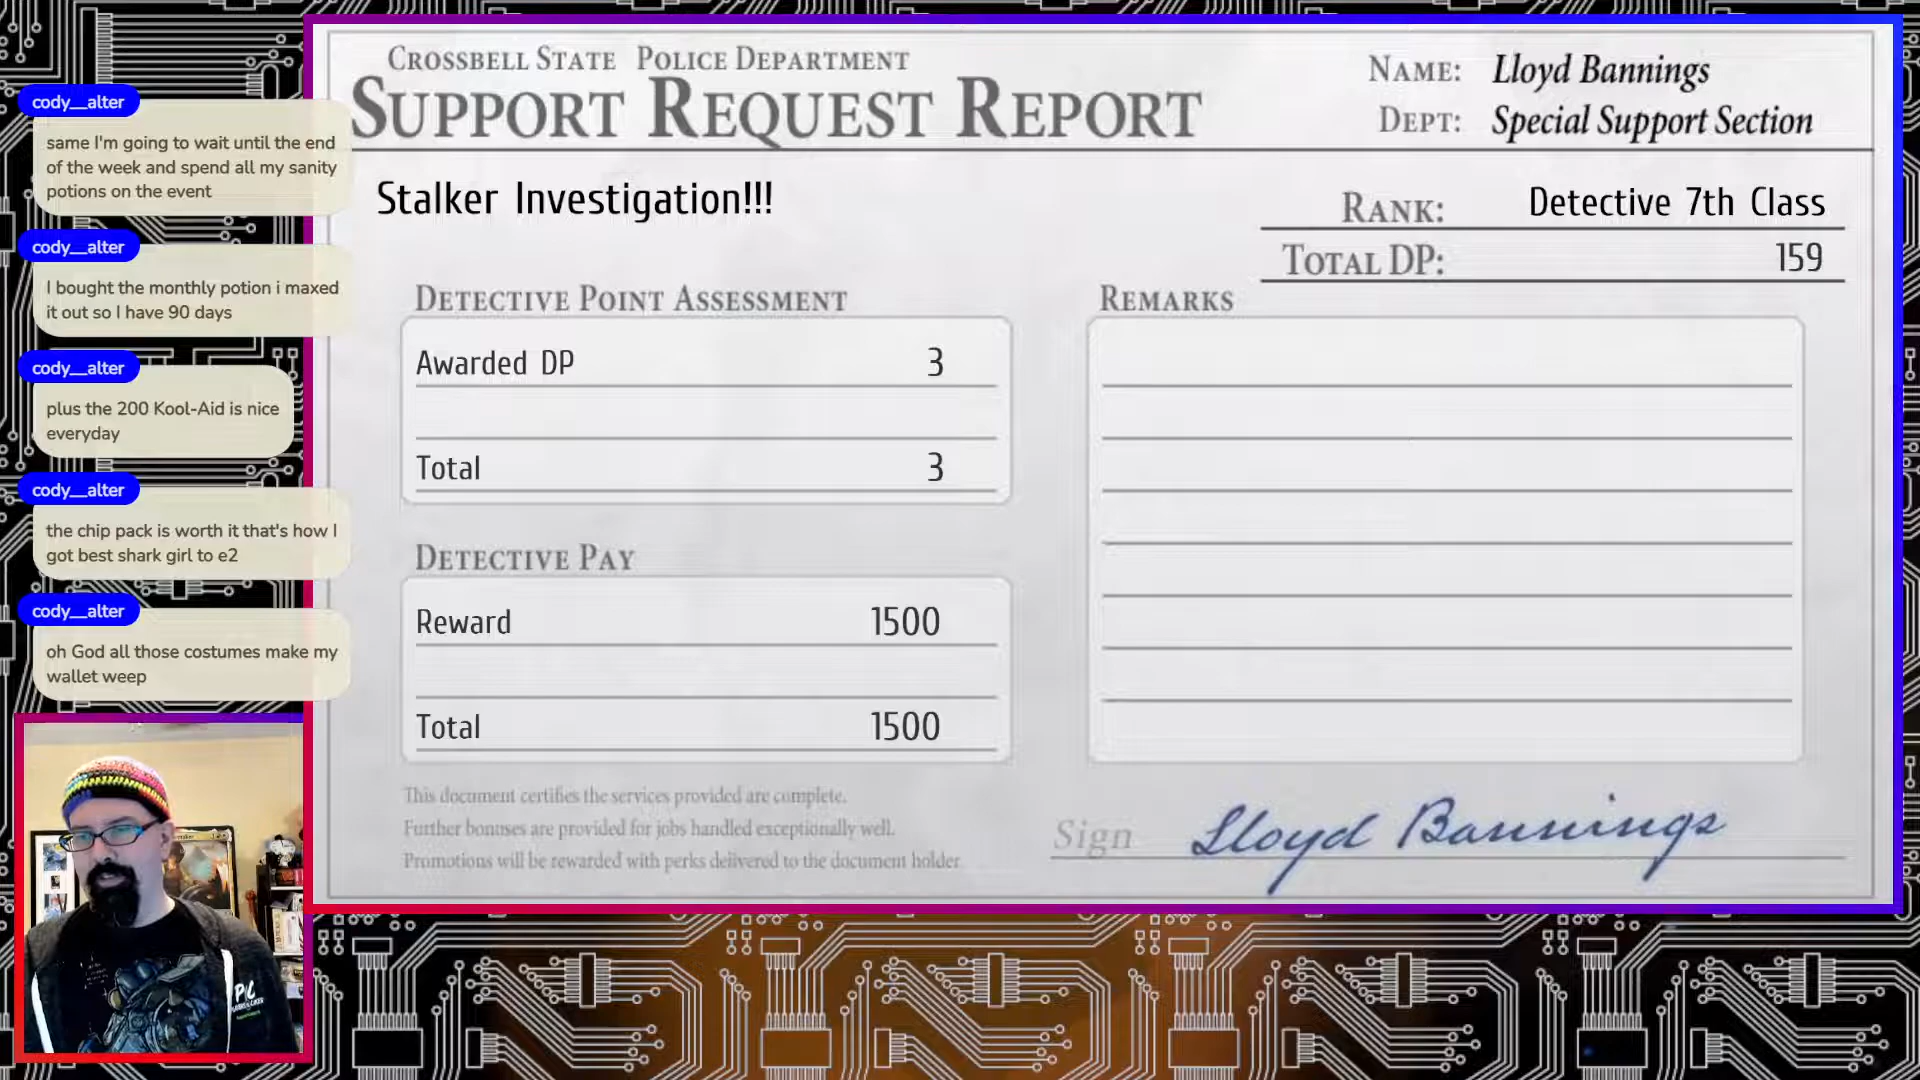 cody__alter
same I'm going to wait until the end
of the week and spend all my sanity
potions on the event
cody__alter
I bought the monthly potion i maxed
it out so I have 90 days
cody__alter
plus the 200 Kool-Aid is nice
everyday
cody__alter
the chip pack is worth it that's how I
got best shark girl to e2
cody__alter
oh God all those costumes make my
wallet weep
CROSSBELL STATE POLICE DEPARTMENT
SUPPORT REQUEST REPORT
NAME: Lloyd Bannings
DEPT: Special Support Section
Stalker Investigation!!!
RANK: Detective 7th Class
TOTAL DP: 159
DETECTIVE POINT ASSESSMENT
Awarded DP 3
Total 3
DETECTIVE PAY
Reward 1500
Total 1500
REMARKS
This document certifies the services provided are complete.
Further bonuses are provided for jobs handled exceptionally well.
Promotions will be rewarded with perks delivered to the document holder.
Sign Lloyd Bannings